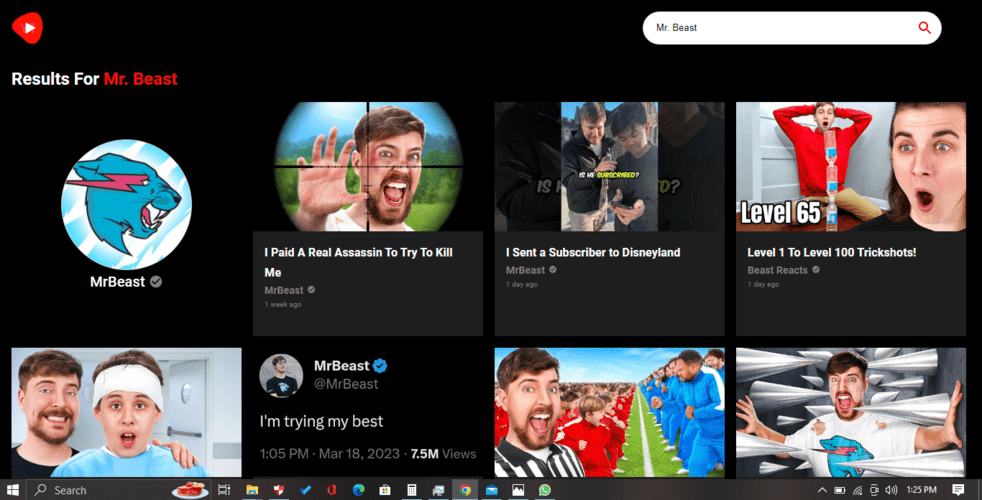 Mr. Beast
Results For Mr. Beast
MrBeast
I Paid A Real Assassin To Try To Kill
Me
MrBeast
1 week ago
IS H
IS HE SUBSCRIBED?
D?
I Sent a Subscriber to Disneyland
MrBeast
1 day ago
Level 65
Level 1 To Level 100 Trickshots!
Beast Reacts
1 day ago
MrBeast
@MrBeast
I'm trying my best
1:05 PM · Mar 18, 2023 · 7.5M Views
Search
1:25 PM